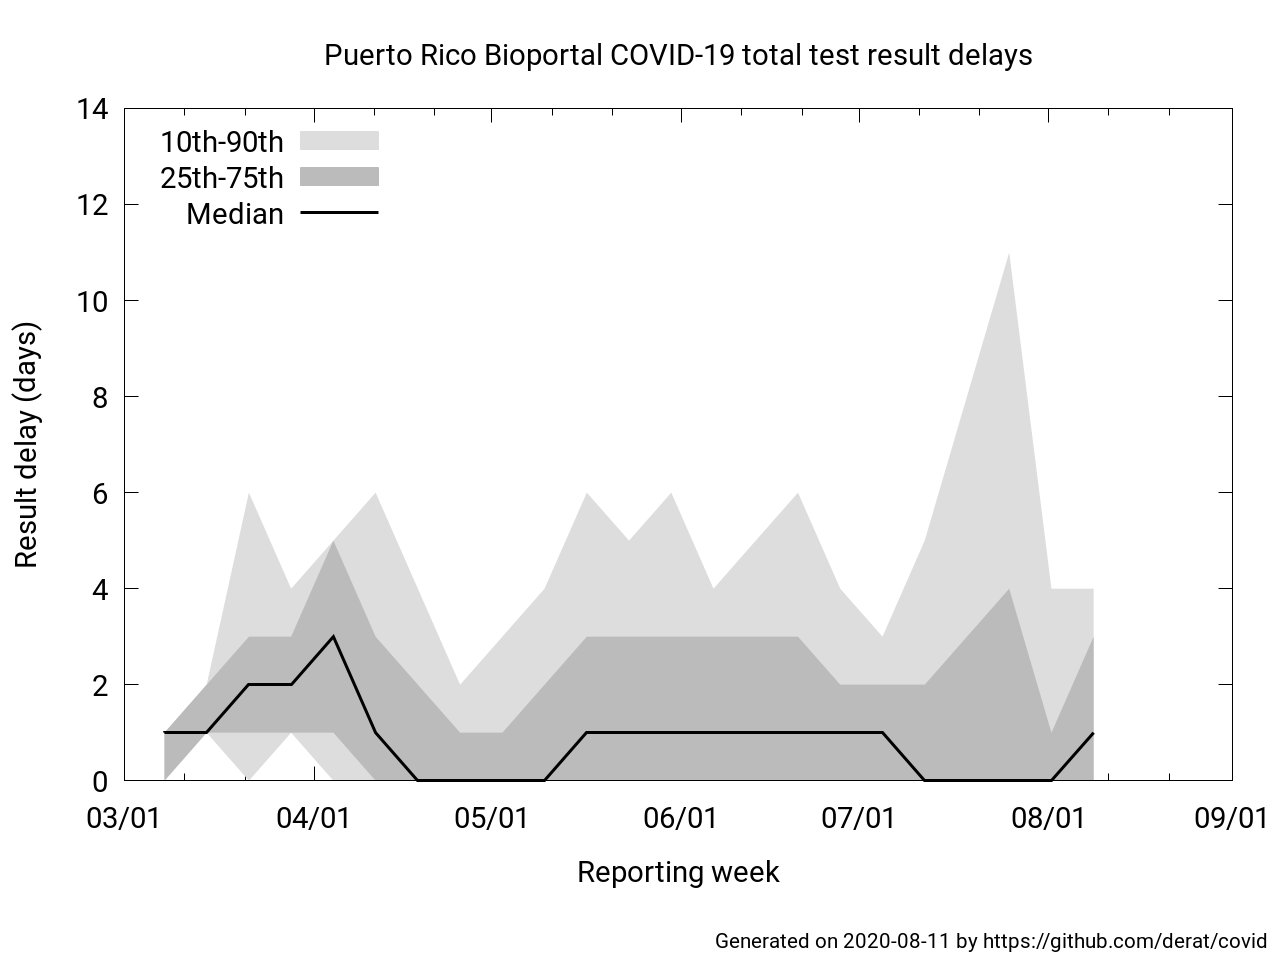 Puerto Rico Bioportal COVID-19 total test result delays
14
12
10
8
6
4
2
0
10th-90th
25th-75th
Median
Result delay (days)
03/01 04/01 05/01 06/01 07/01 08/01 09/01
Reporting week
Generated on 2020-08-11 by https://github.com/derat/covid